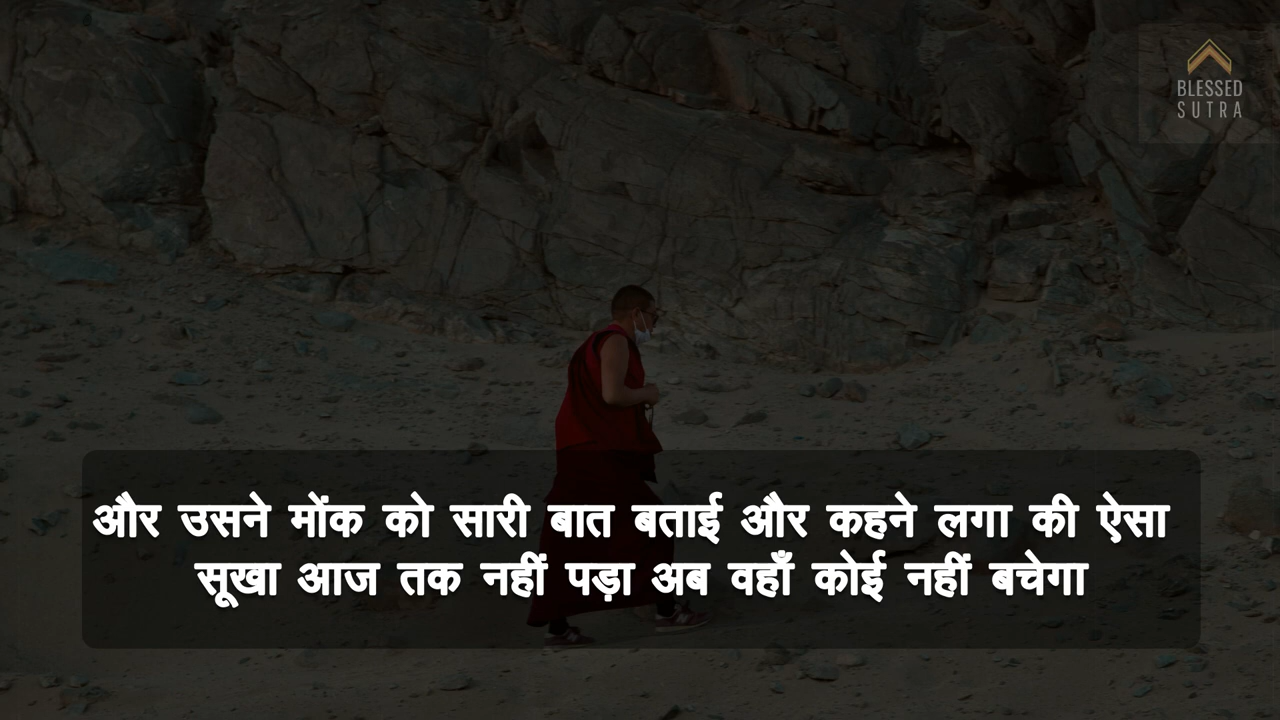 BLESSED
SUTRA
और उसने मोंक को सारी बात बताई और कहने लगा की ऐसा
सूखा आज तक नहीं पड़ा अब वहाँ कोई नहीं बचेगा